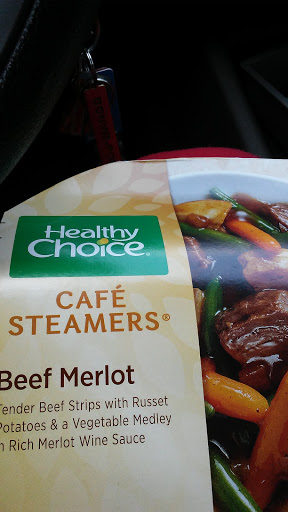 Healthy
Choice®
CAFÉ
STEAMERS®
Beef Merlot
Tender Beef Strips with Russet
Potatoes & a Vegetable Medley
n Rich Merlot Wine Sauce